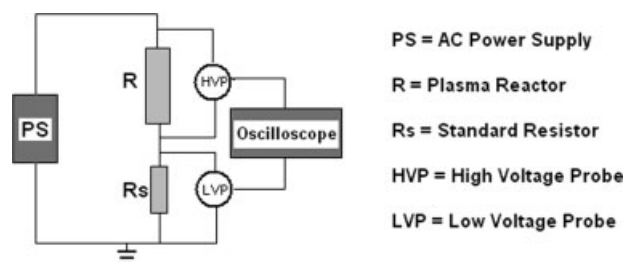 PS
R
Rs
HVP
LVP
Oscilloscope
PS = AC Power Supply
R = Plasma Reactor
Rs = Standard Resistor
HVP = High Voltage Probe
LVP = Low Voltage Probe